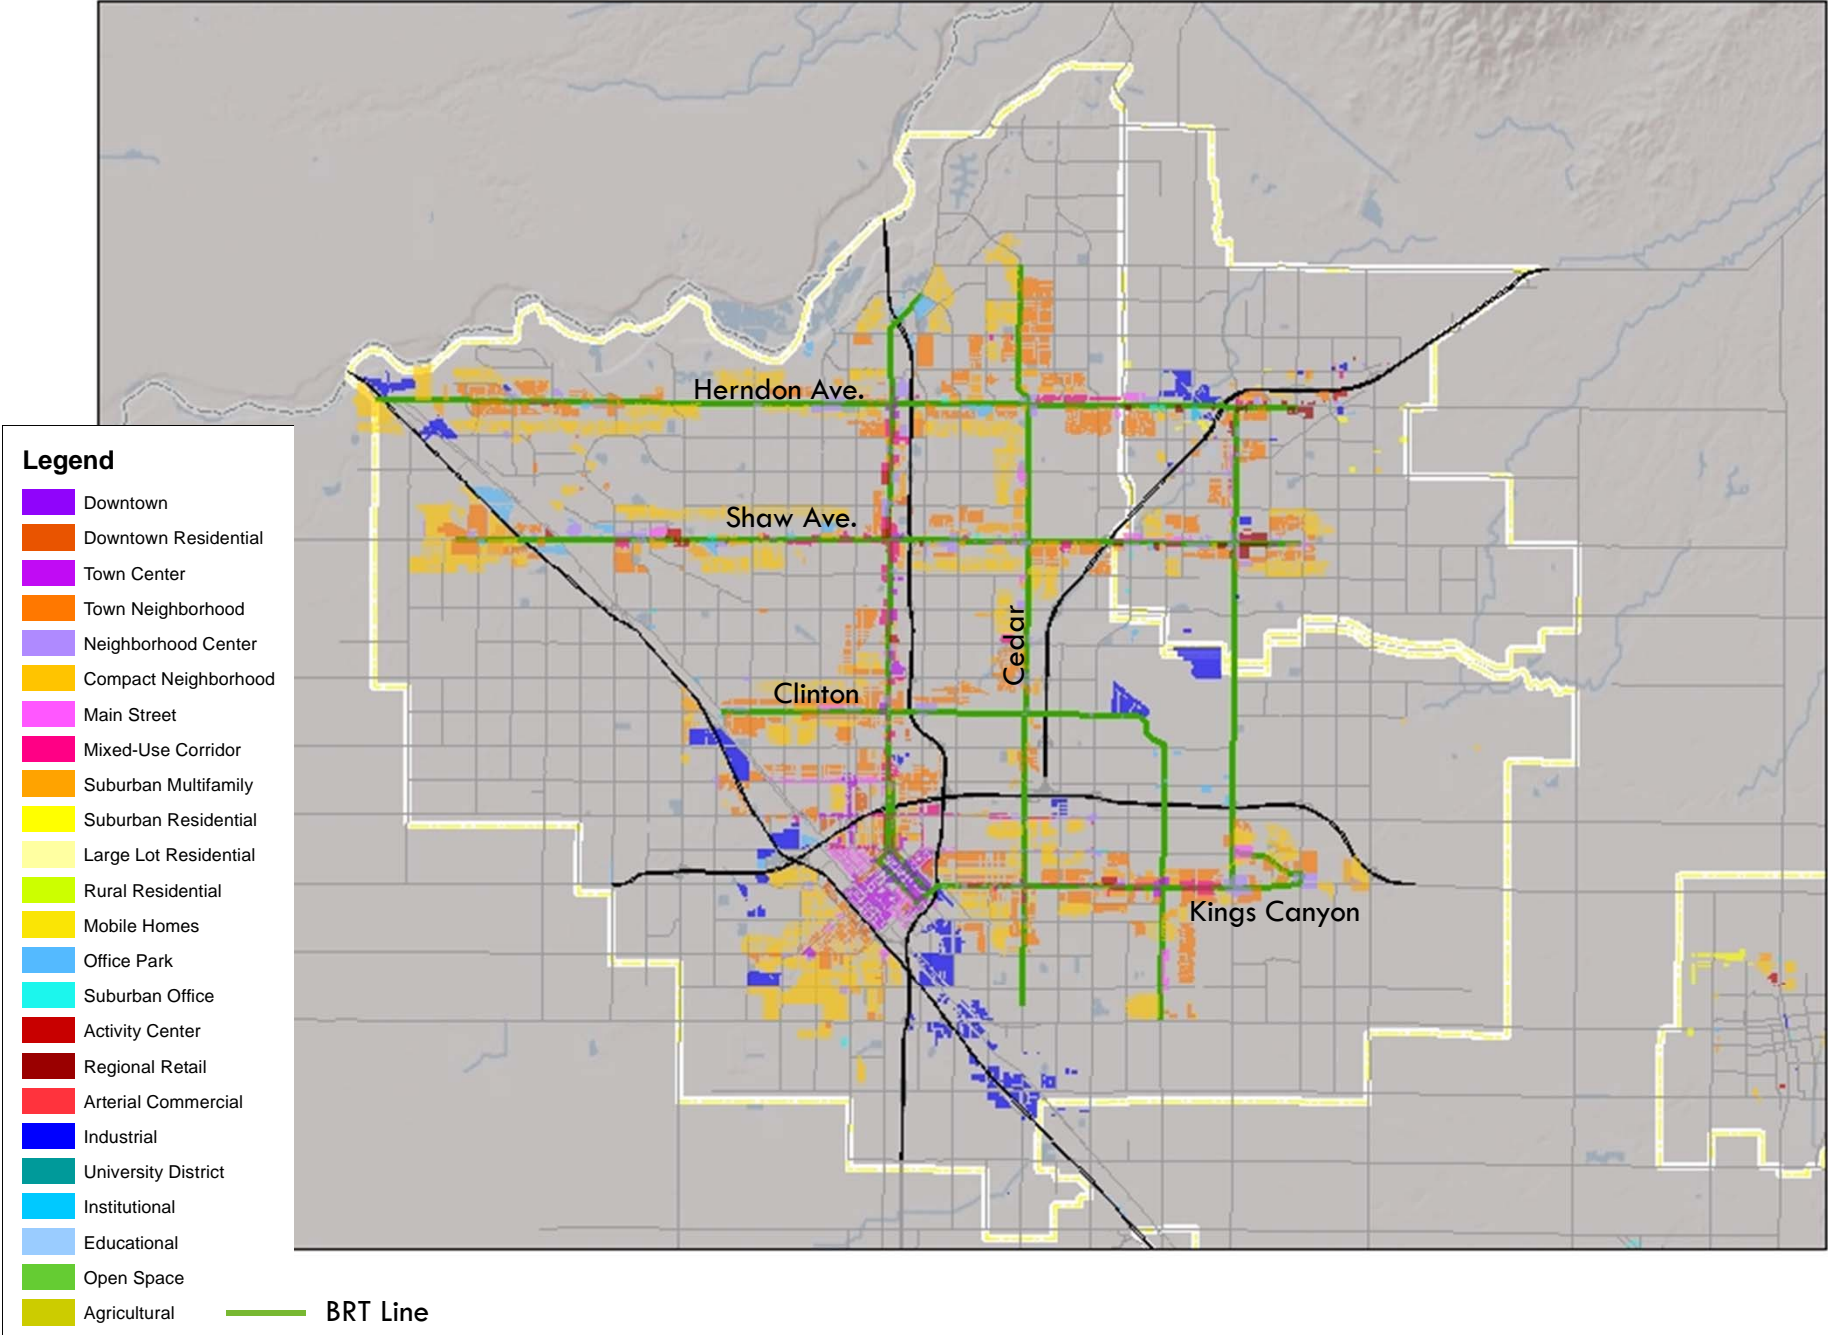 Herndon Ave.
Shaw Ave.
Cedar
Clinton
Kings Canyon
Legend
Downtown
Downtown Residential
Town Center
Town Neighborhood
Neighborhood Center
Compact Neighborhood
Main Street
Mixed-Use Corridor
Suburban Multifamily
Suburban Residential
Large Lot Residential
Rural Residential
Mobile Homes
Office Park
Suburban Office
Activity Center
Regional Retail
Arterial Commercial
Industrial
University District
Institutional
Educational
Open Space
Agricultural
BRT Line